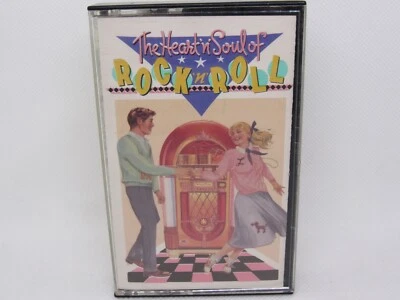 The Heart 'n' Soul of
ROCK 'n' ROLL